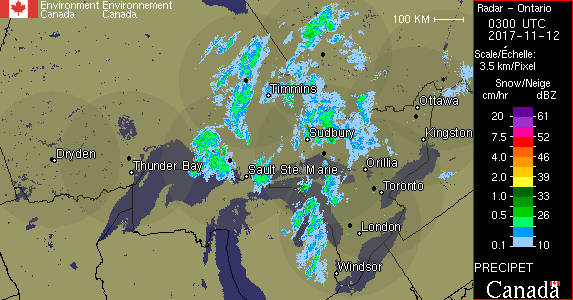 Environment Environnement
Canada Canada
100 KM
Timmins
Ottawa
Sudbury
Kingston
Dryden
Thunder Bay
Sault Ste. Marie
Orillia
Toronto
London
Windsor
Radar - Ontario
0300 UTC
2017-11-12
Scale/Échelle:
3.5 km/Pixel
Snow/Neige
cm/hr dBZ
20 61
7.5 52
4.0 46
2.0 39
1.0 33
0.5 26
0.1 10
PRECIPET
Canada